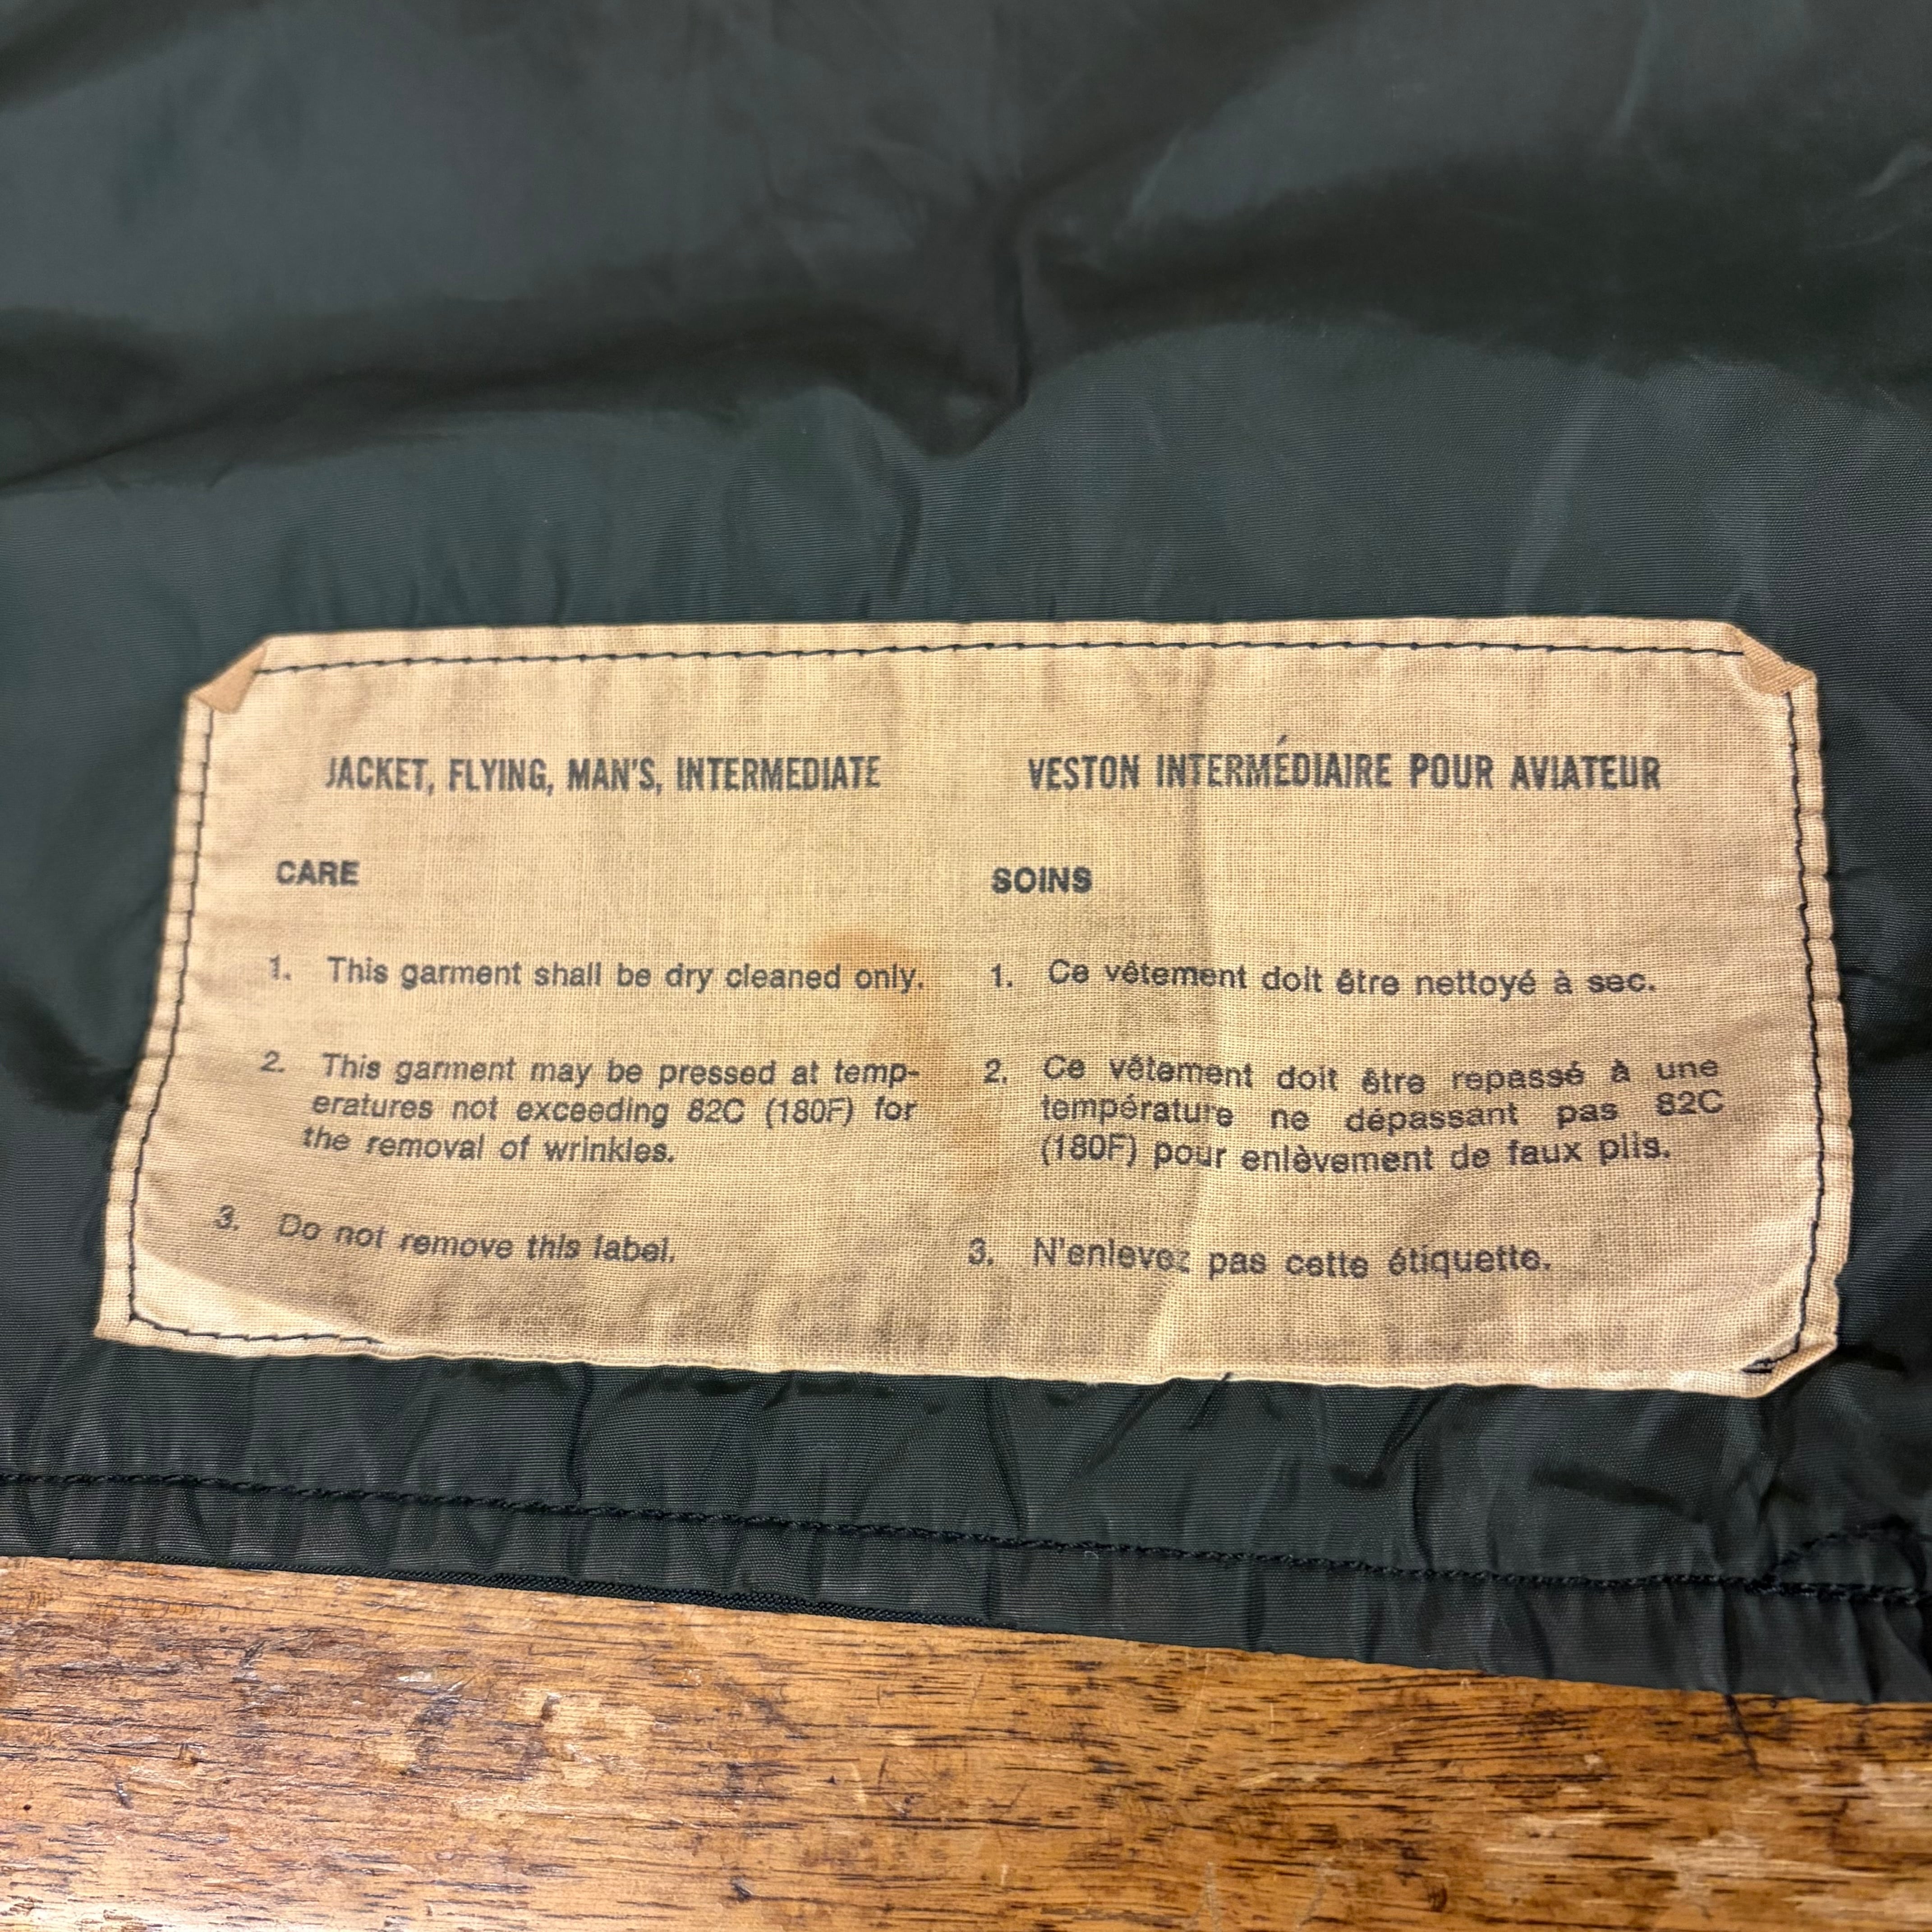 JACKET, FLYING, MAN'S, INTERMEDIATE
CARE
1. This garment shall be dry cleaned only.
2. This garment may be pressed at temp-
eratures not exceeding 82C (180F) for
the removal of wrinkles.
3. Do not remove this label.
VESTON INTERMÉDIAIRE POUR AVIATEUR
SOINS
1. Ce vêtement doit être nettoyé à sec.
2. Ce vêtement doit être repassé à une
température ne dépassant pas 82C
(180F) pour enlèvement de faux plis.
3. N'enlevez pas cette étiquette.